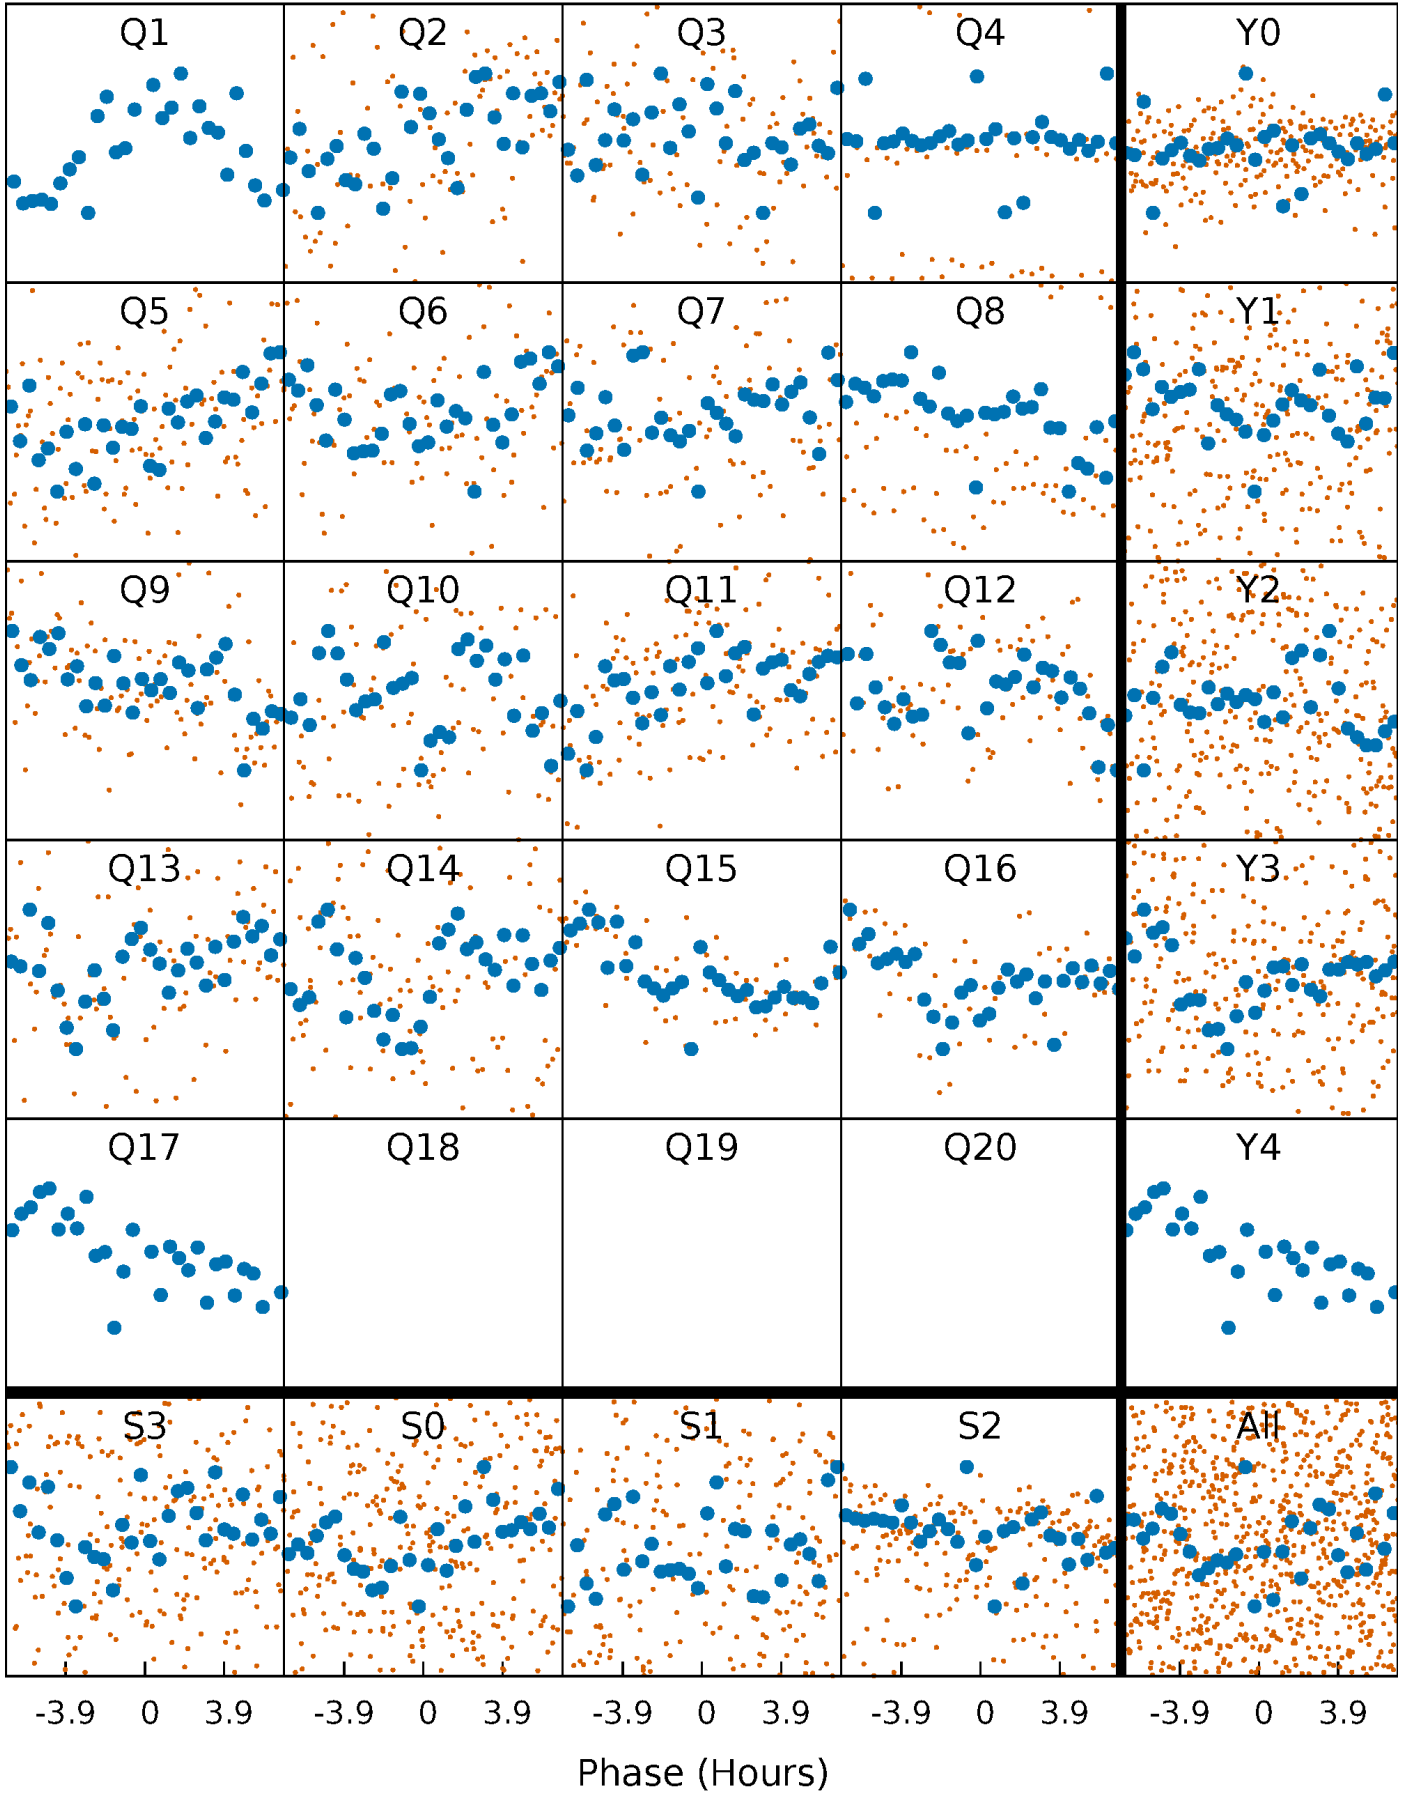 Q1 Q2 Q3 Q4 Y0
Q5 Q6 Q7 Q8 Y1
Q9 Q10 Q11 Q12 Y2
Q13 Q14 Q15 Q16 Y3
Q17 Q18 Q19 Q20 Y4
S3 S0 S1 S2 All
-3.9 0 3.9 -3.9 0 3.9 -3.9 0 3.9 -3.9 0 3.9 -3.9 0 3.9
Phase (Hours)